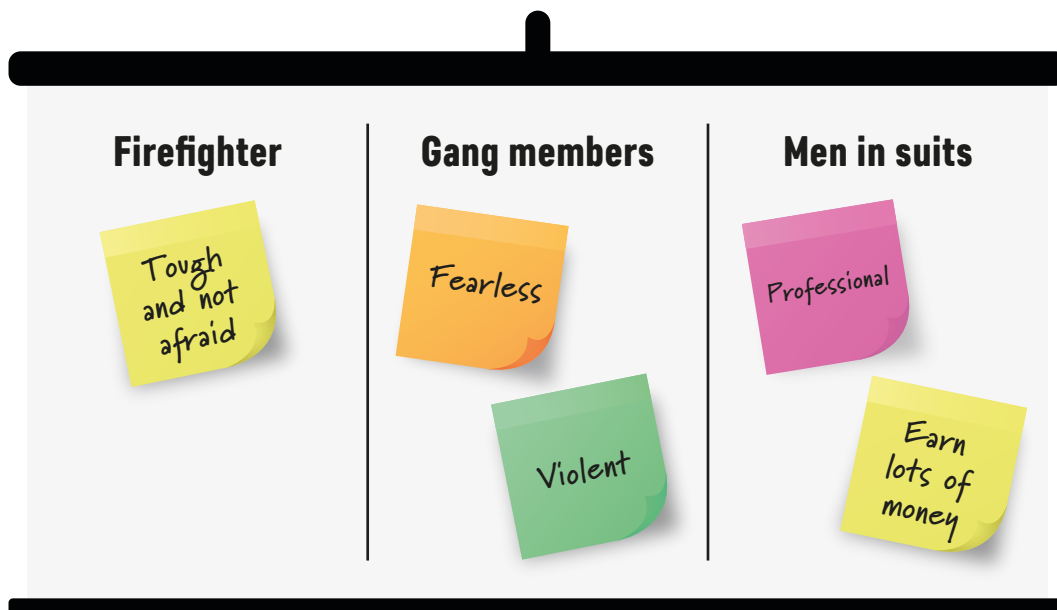 Firefighter
Gang members
Men in suits
Tough
and not
afraid
Fearless
Violent
Professional
Earn
lots of
money